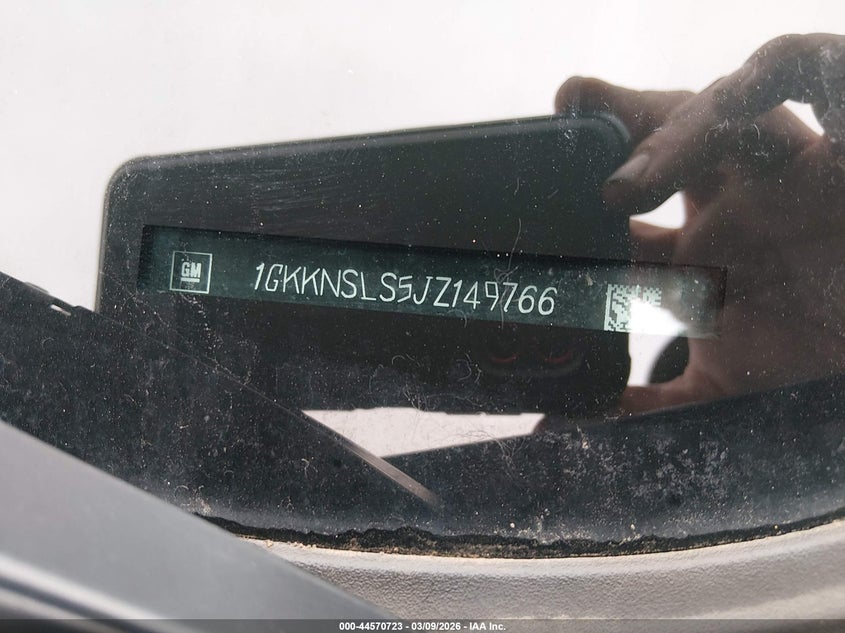 GM
1GKKNSLS5JZ149766
000-44570723 — 03/09/2026 — IAA Inc.